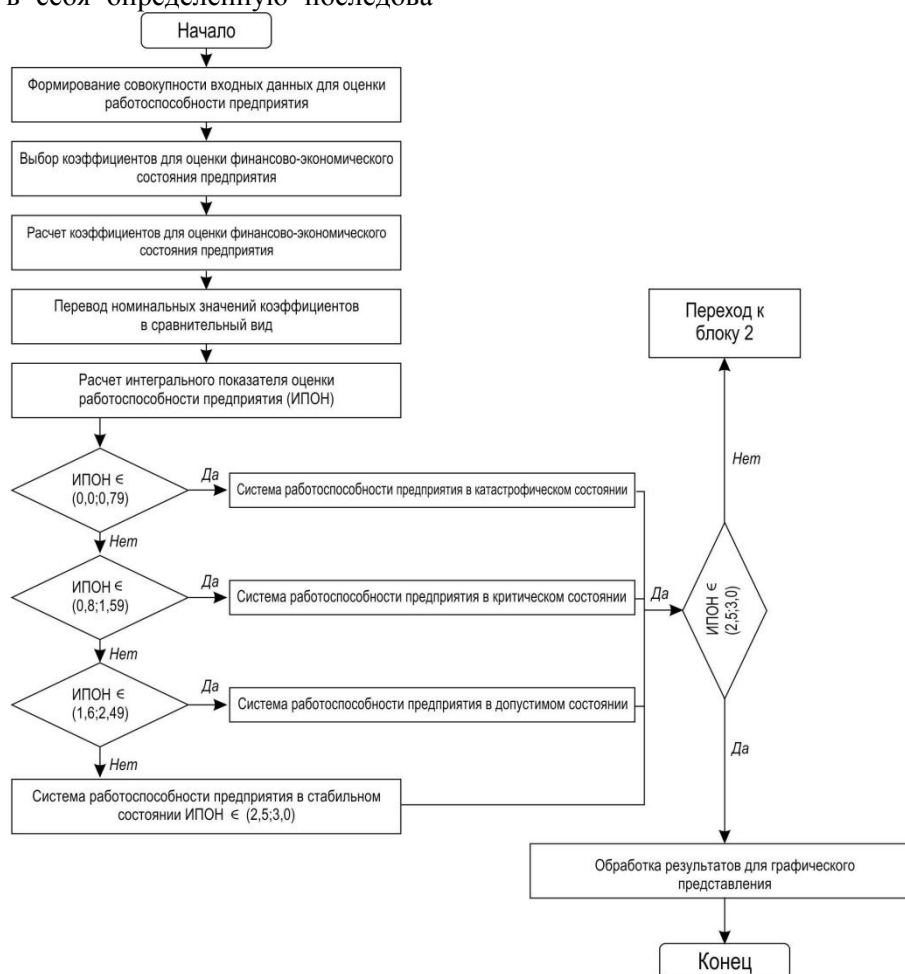 в себя определенную последова
Начало
Формирование совокупности входных данных для оценки
работоспособности предприятия
Выбор коэффициентов для оценки финансово-экономического
состояния предприятия
Расчет коэффициентов для оценки финансово-экономического
состояния предприятия
Перевод номинальных значений коэффициентов
в сравнительный вид
Расчет интегрального показателя оценки
работоспособности предприятия (ИПОН)
ИПОН ∈
(0,0;0,79)
Да
Система работоспособности предприятия в катастрофическом состоянии
Нет
ИПОН ∈
(0,8;1,59)
Да
Система работоспособности предприятия в критическом состоянии
Нет
ИПОН ∈
(1,6;2,49)
Да
Система работоспособности предприятия в допустимом состоянии
Нет
Система работоспособности предприятия в стабильном
состоянии ИПОН ∈ (2,5;3,0)
Да
ИПОН ∈
(2,5;3,0)
Нет
Переход к
блоку 2
Да
Обработка результатов для графического
представления
Конец